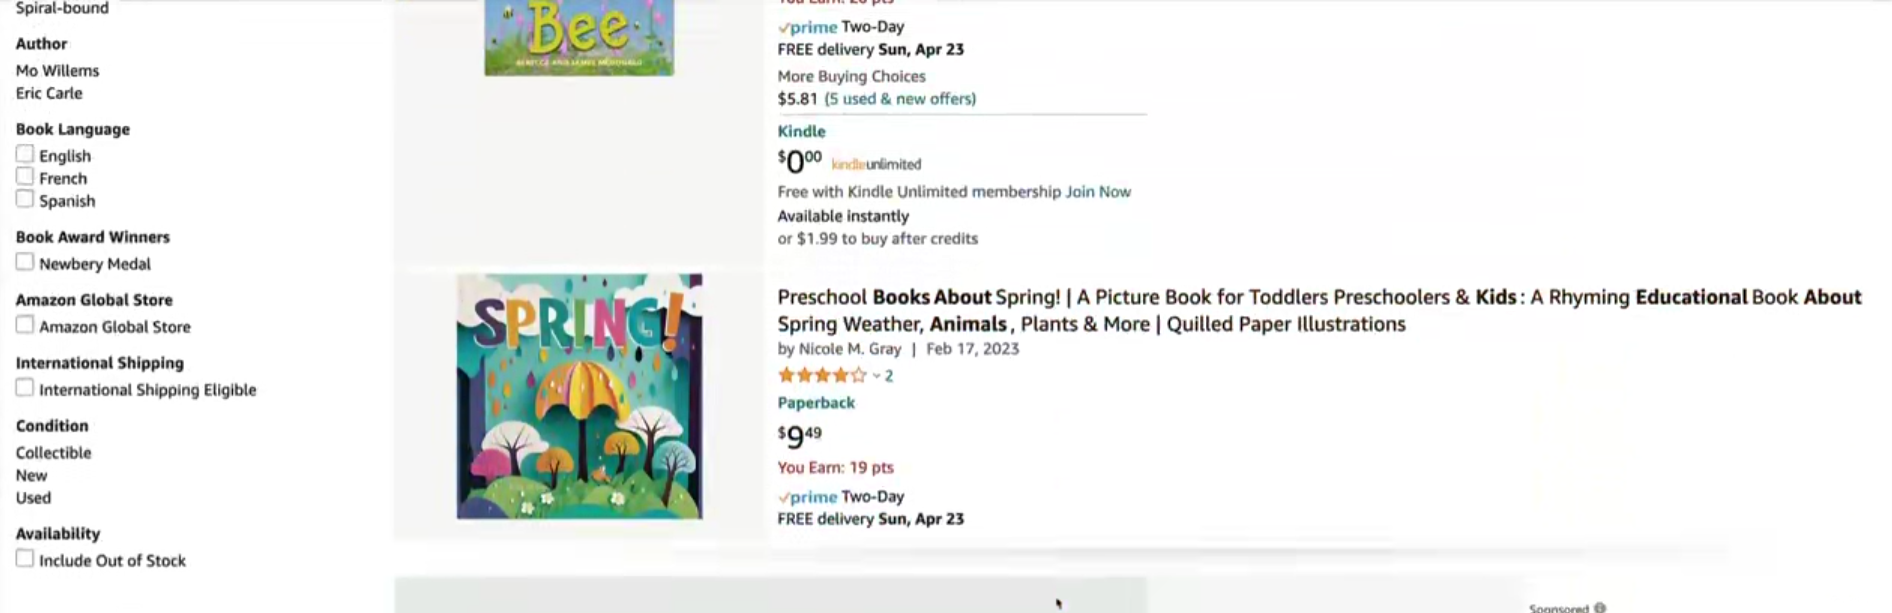 Spiral-bound
Author
Mo Willems
Eric Carle
Book Language
English
French
Spanish
Book Award Winners
Newbery Medal
Amazon Global Store
Amazon Global Store
International Shipping
International Shipping Eligible
Condition
Collectible
New
Used
Availability
Include Out of Stock
Bee
prime Two-Day
FREE delivery Sun, Apr 23
More Buying Choices
$5.81 (5 used & new offers)
Kindle
$0.00 kindleunlimited
Free with Kindle Unlimited membership Join Now
Available instantly
or $1.99 to buy after credits
SPRING!
Preschool Books About Spring! | A Picture Book for Toddlers Preschoolers & Kids: A Rhyming Educational Book About
Spring Weather, Animals, Plants & More | Quilled Paper Illustrations
by Nicole M. Gray | Feb 17, 2023
2
Paperback
$9.49
You Earn: 19 pts
prime Two-Day
FREE delivery Sun, Apr 23
Sponsored